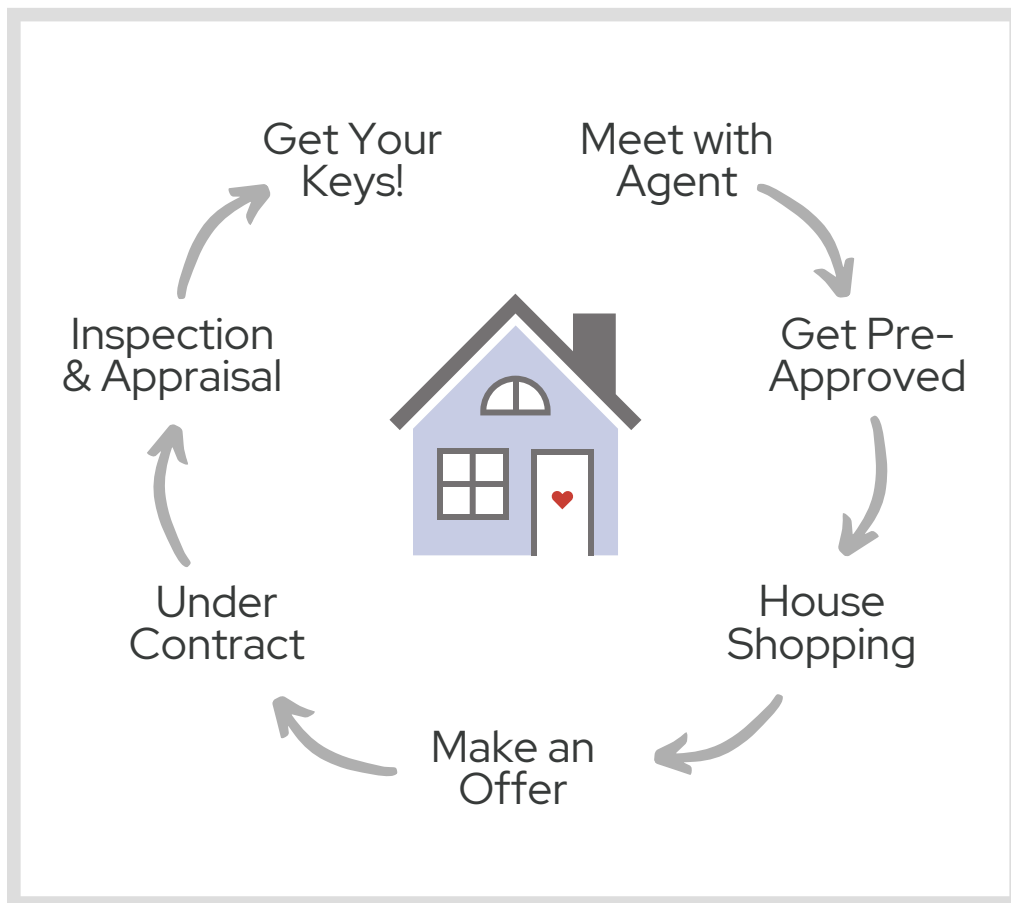 Meet with
Agent
Get Pre-
Approved
House
Shopping
Make an
Offer
Under
Contract
Inspection
& Appraisal
Get Your
Keys!